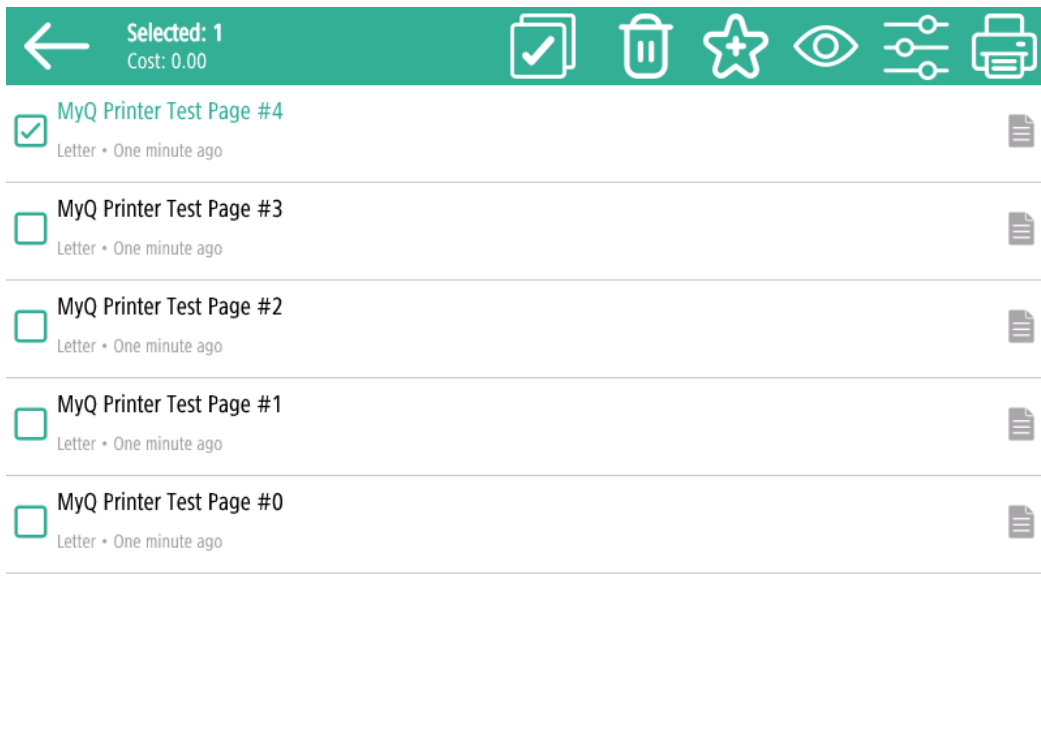 Selected: 1
Cost: 0.00
MyQ Printer Test Page #4
Letter • One minute ago
MyQ Printer Test Page #3
Letter • One minute ago
MyQ Printer Test Page #2
Letter • One minute ago
MyQ Printer Test Page #1
Letter • One minute ago
MyQ Printer Test Page #0
Letter • One minute ago